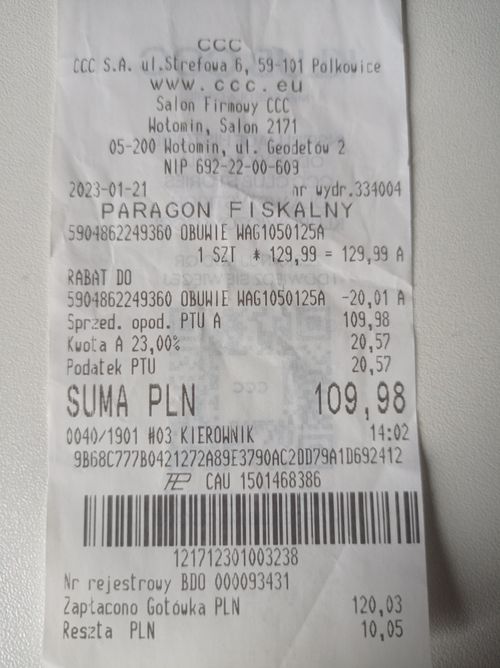 CCC
CCC S.A. ul.Strefowa 6, 59-101 Polkowice
www.ccc.eu
Salon Firmowy CCC
Wołomin, Salon 2171
05-200 Wołomin, ul. Geodetów 2
NIP 692-22-00-609
2023-01-21 nr wydr.334004
PARAGON FISKALNY
5904862249360 OBUWIE WAG1050125A
1 SZT * 129,99 = 129,99 A
RABAT DO
5904862249360 OBUWIE WAG1050125A -20,01 A
Sprzed. opod. PTU A 109,98
Kwota A 23,00% 20,57
Podatek PTU 20,57
SUMA PLN 109,98
0040/1901 #03 KIEROWNIK 14:02
9B68C777B0421272A89E3790AC2DD79A1D692412
CAU 1501468386
121712301003238
Nr rejestrowy BDO 000093431
Zapłacono Gotówka PLN 120,03
Reszta PLN 10,05